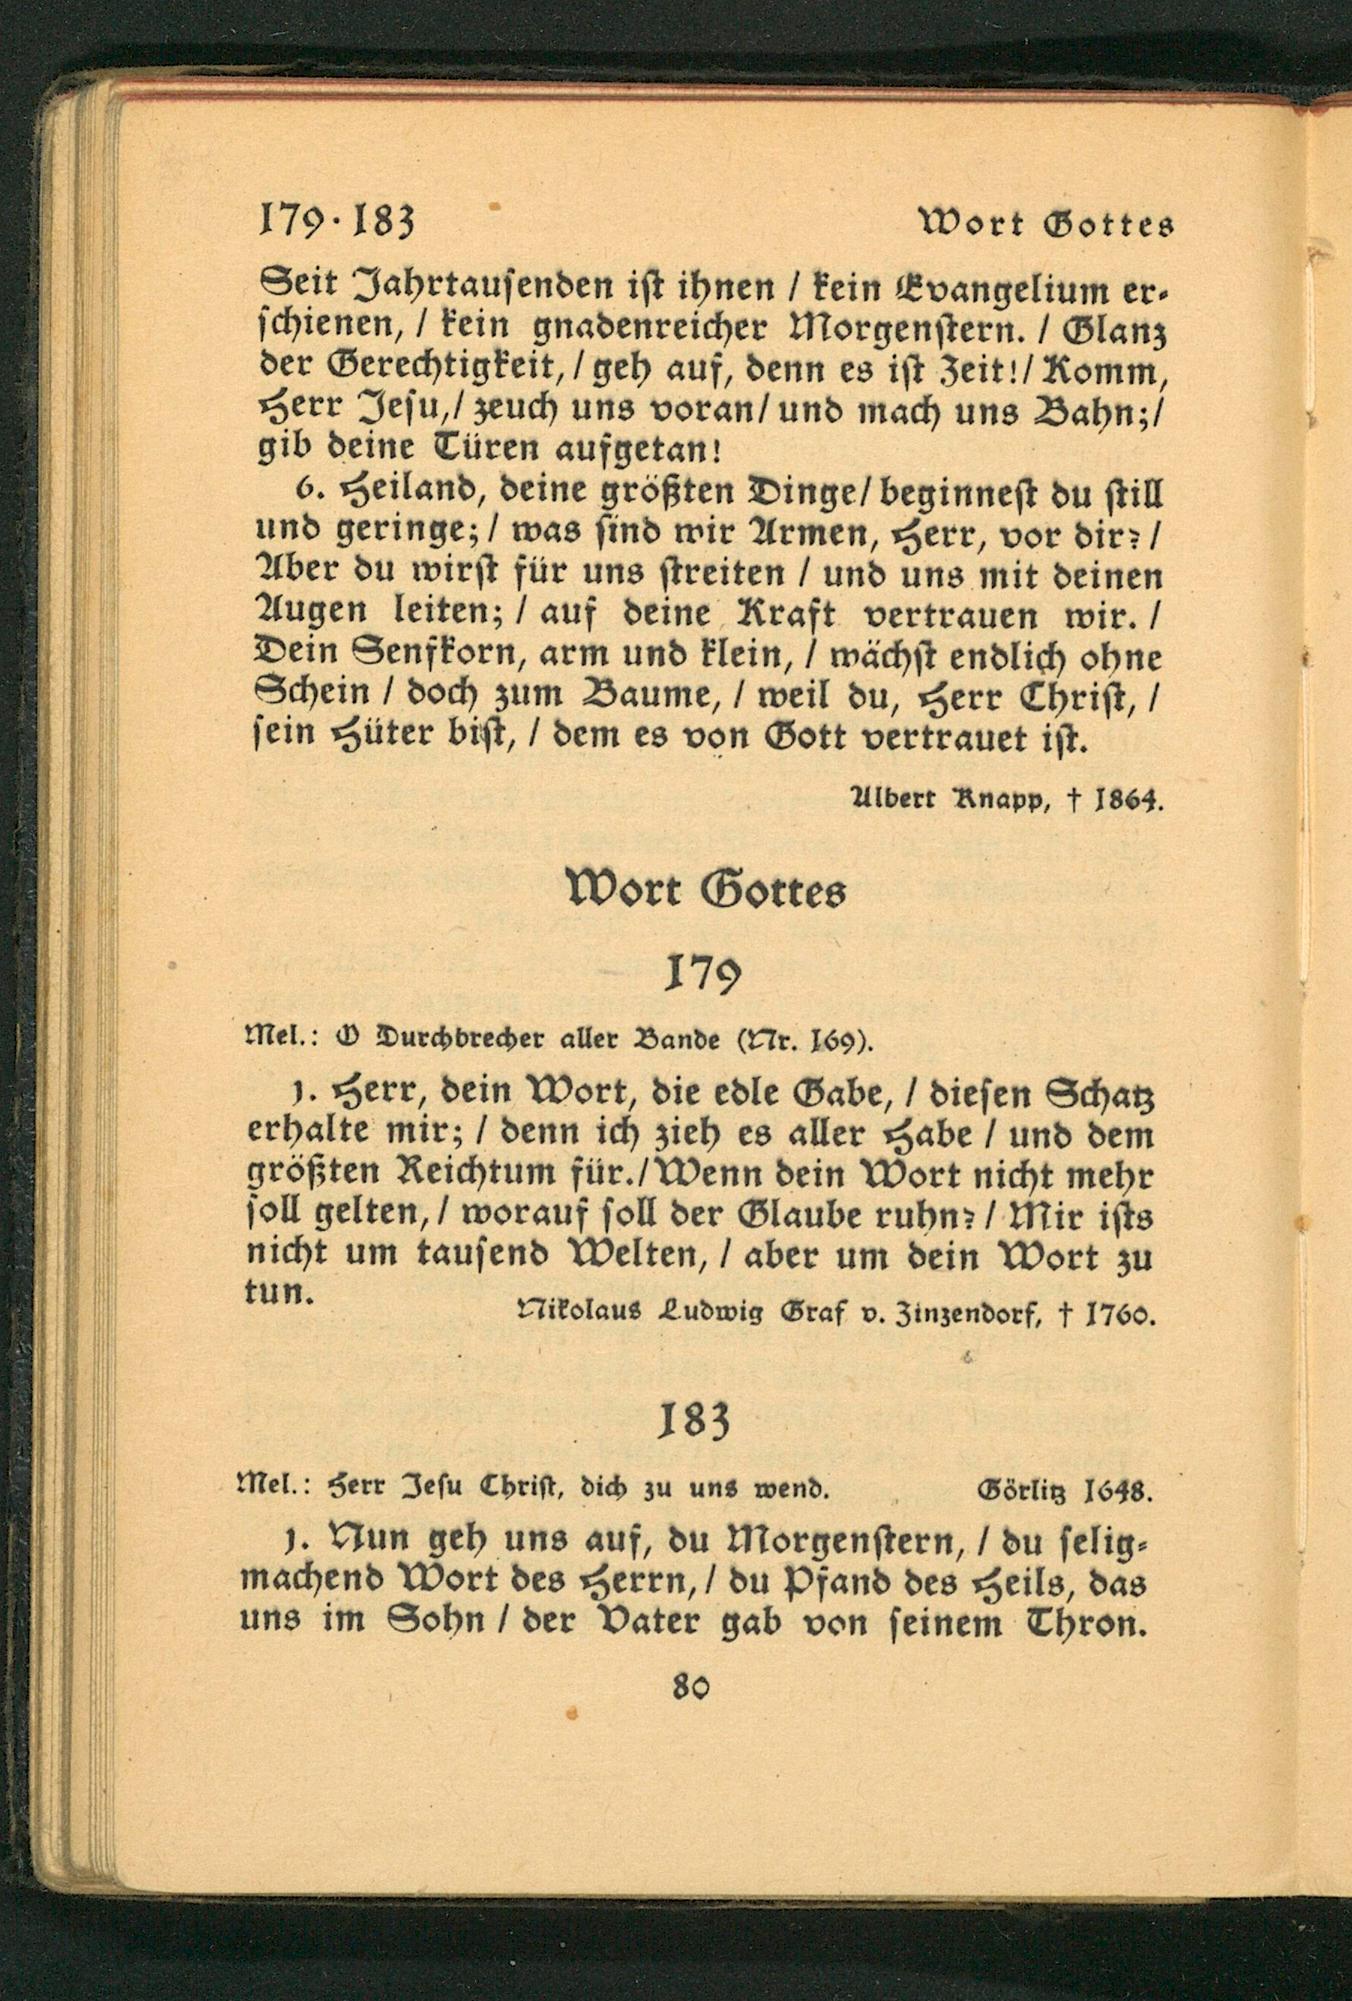 179·183 Wort Gottes
Seit Jahrtausenden ist ihnen / kein Evangelium er-
schienen, / kein gnadenreicher Morgenstern. / Glanz
der Gerechtigkeit, / geh auf, denn es ist Zeit! / Komm,
Herr Jesu, / zeuch uns voran / und mach uns Bahn; /
gib deine Türen aufgetan!
6. Heiland, deine größten Dinge / beginnest du still
und geringe; / was sind wir Armen, Herr, vor dir? /
Aber du wirst für uns streiten / und uns mit deinen
Augen leiten; / auf deine Kraft vertrauen wir. /
Dein Senfkorn, arm und klein, / wächst endlich ohne
Schein / doch zum Baume, / weil du, Herr Christ, /
sein Hüter bist, / dem es von Gott vertrauet ist.
Albert Knapp, † 1864.
Wort Gottes
179
Mel.: O Durchbrecher aller Bande (Nr. 169).
1. Herr, dein Wort, die edle Gabe, / diesen Schatz
erhalte mir; / denn ich zieh es aller Habe / und dem
größten Reichtum für. / Wenn dein Wort nicht mehr
soll gelten, / worauf soll der Glaube ruhn? / Mir ists
nicht um tausend Welten, / aber um dein Wort zu
tun.
Nikolaus Ludwig Graf v. Zinzendorf, † 1760.
183
Mel.: Herr Jesu Christ, dich zu uns wend. Görlitz 1648.
1. Nun geh uns auf, du Morgenstern, / du selig-
machend Wort des Herrn, / du Pfand des Heils, das
uns im Sohn / der Vater gab von seinem Thron.
80